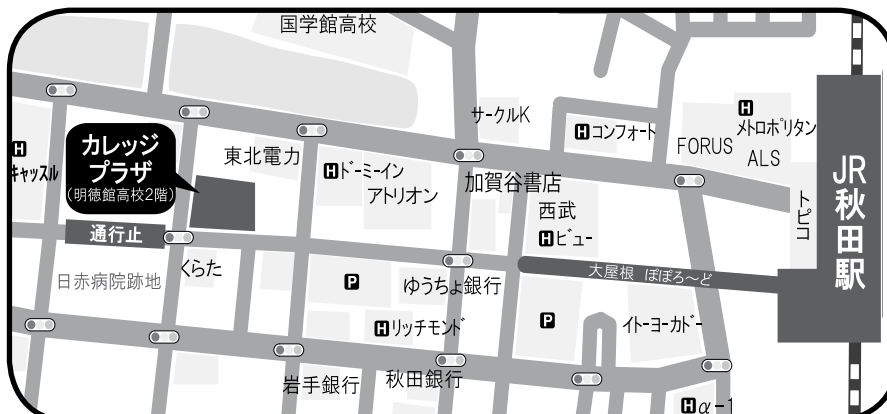 国学館高校
サークルK
H
コンフォート
H
メトロポリタン
FORUS
ALS
JR秋田駅
トピコ
H
キャッスル
カレッジ
プラザ
(明徳館高校2階)
東北電力
H
ドーミーイン
アトリオン
加賀谷書店
西武
H
ビュー
通行止
くらた
日赤病院跡地
P
ゆうちょ銀行
大屋根 ぽぽろ〜ど
H
リッチモンド
P
イトーヨーカドー
岩手銀行
秋田銀行
H
α-1